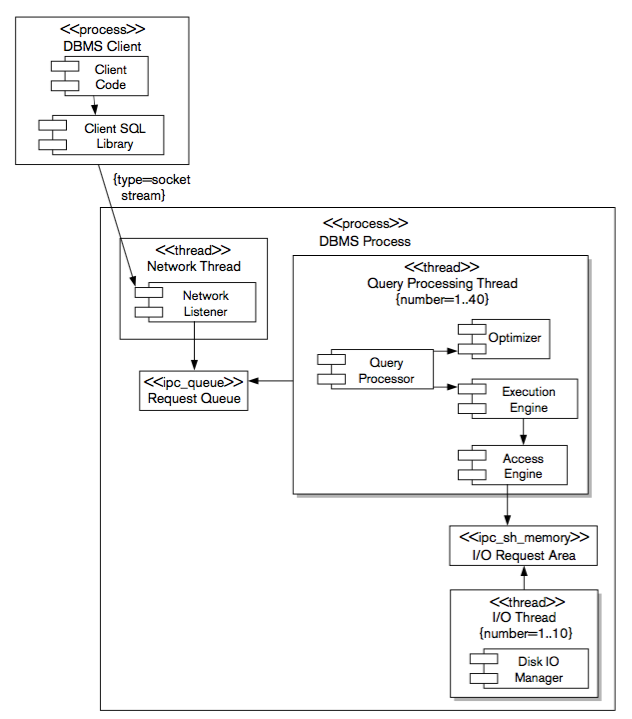 <<process>>
DBMS Client
Client
Code
Client SQL
Library
{type=socket
stream}
<<process>>
DBMS Process
<<thread>>
Network Thread
Network
Listener
<<ipc_queue>>
Request Queue
<<thread>>
Query Processing Thread
{number=1..40}
Optimizer
Query
Processor
Execution
Engine
Access
Engine
<<ipc_sh_memory>>
I/O Request Area
<<thread>>
I/O Thread
{number=1..10}
Disk IO
Manager